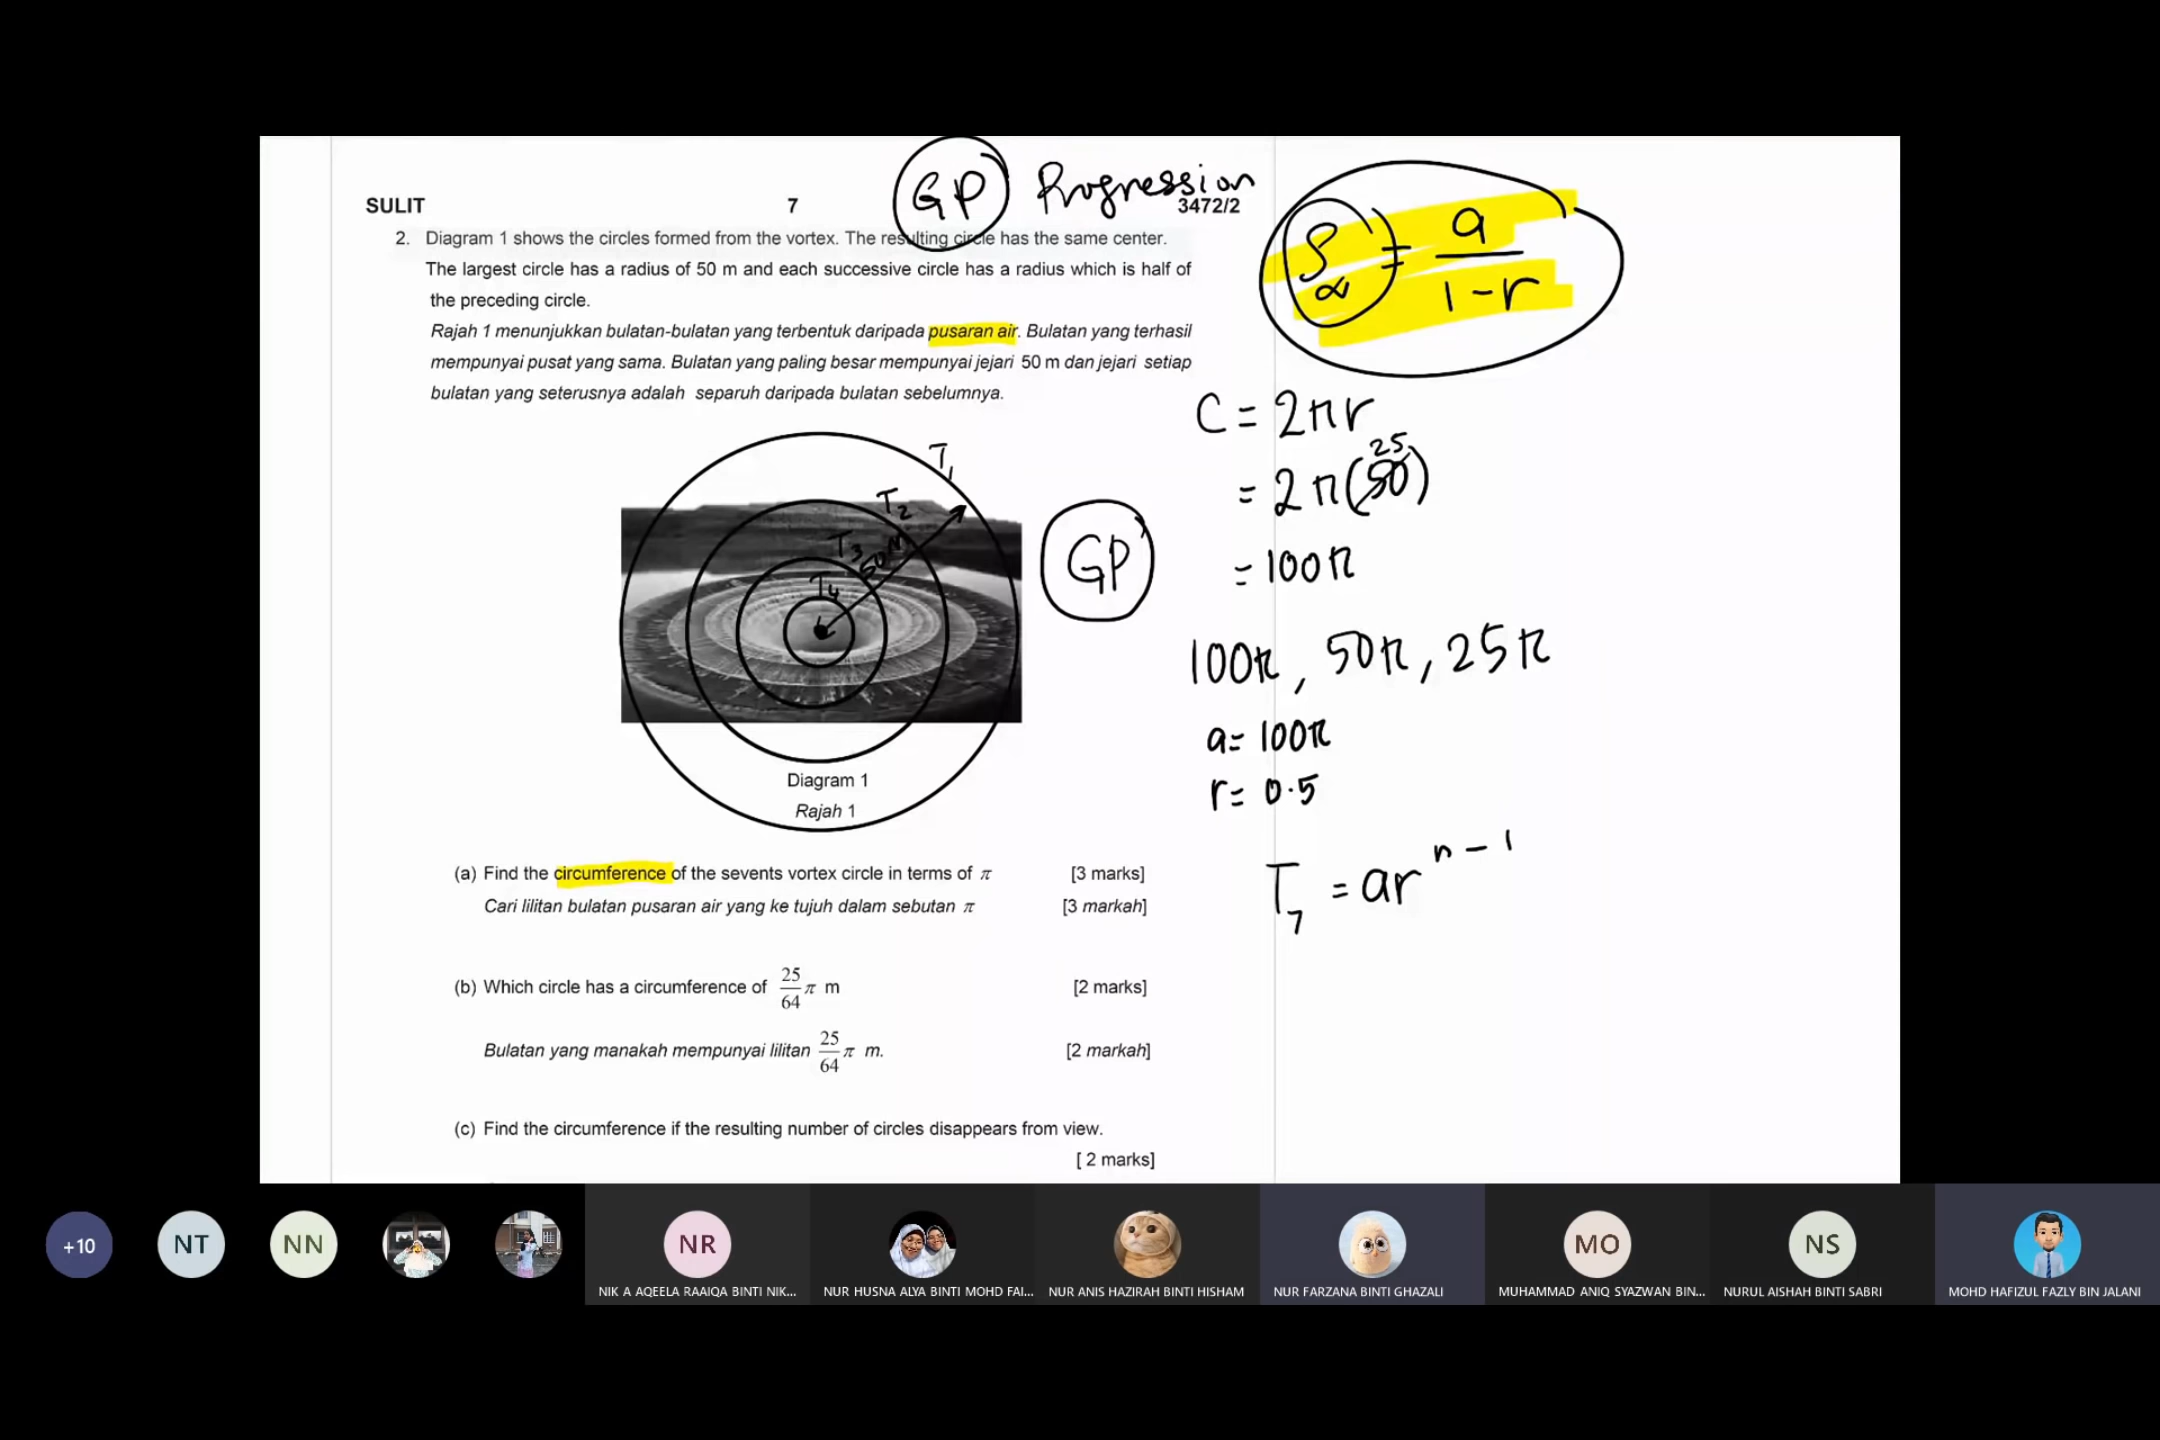 GP Progression
SULIT 7 3472/2
2. Diagram 1 shows the circles formed from the vortex. The resulting circle has the same center.
The largest circle has a radius of 50 m and each successive circle has a radius which is half of
the preceding circle.
Rajah 1 menunjukkan bulatan-bulatan yang terbentuk daripada pusaran air. Bulatan yang terhasil
mempunyai pusat yang sama. Bulatan yang paling besar mempunyai jejari 50 m dan jejari setiap
bulatan yang seterusnya adalah separuh daripada bulatan sebelumnya.
T₁
T₂
T₃
50 m
T₄
GP
Diagram 1
Rajah 1
(a) Find the circumference of the sevents vortex circle in terms of π [3 marks]
Cari lilitan bulatan pusaran air yang ke tujuh dalam sebutan π [3 markah]
(b) Which circle has a circumference of 25/64 π m [2 marks]
Bulatan yang manakah mempunyai lilitan 25/64 π m. [2 markah]
(c) Find the circumference if the resulting number of circles disappears from view.
[ 2 marks]
S∞ = a/(1-r)
C = 2πr
25
= 2π(50)
= 100π
100π, 50π, 25π
a= 100π
r= 0.5
T₇ = arⁿ⁻¹
+10
NT
NN
NR
MO
NS
NIK A AQEELA RAAIQA BINTI NIK...
NUR HUSNA ALYA BINTI MOHD FAI...
NUR ANIS HAZIRAH BINTI HISHAM
NUR FARZANA BINTI GHAZALI
MUHAMMAD ANIQ SYAZWAN BIN...
NURUL AISHAH BINTI SABRI
MOHD HAFIZUL FAZLY BIN JALANI